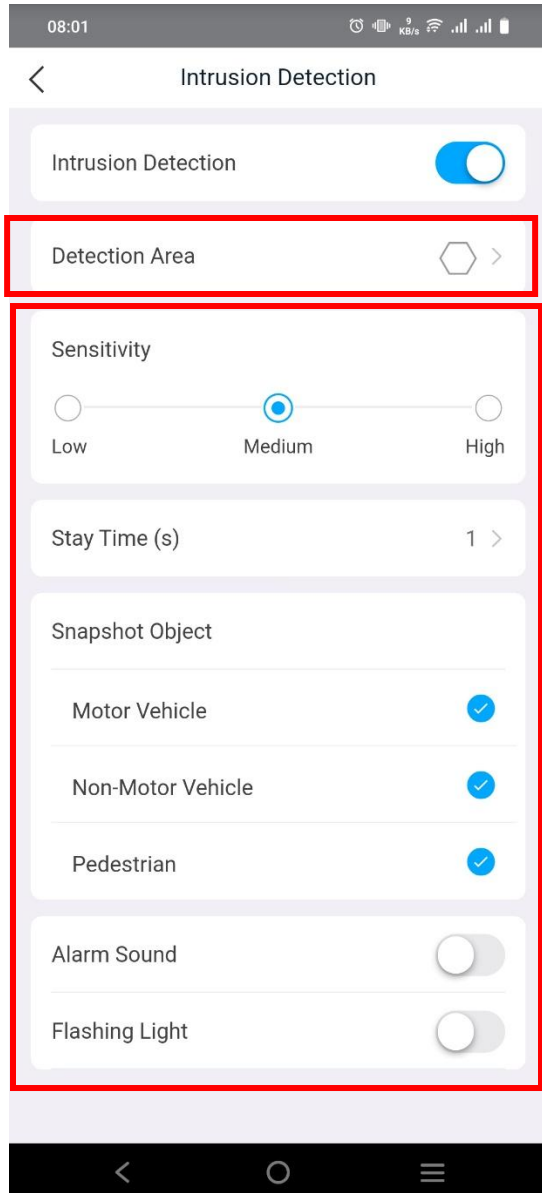 08:01 9 KB/s
Intrusion Detection
Intrusion Detection
Detection Area
Sensitivity
Low Medium High
Stay Time (s) 1
Snapshot Object
Motor Vehicle
Non-Motor Vehicle
Pedestrian
Alarm Sound
Flashing Light